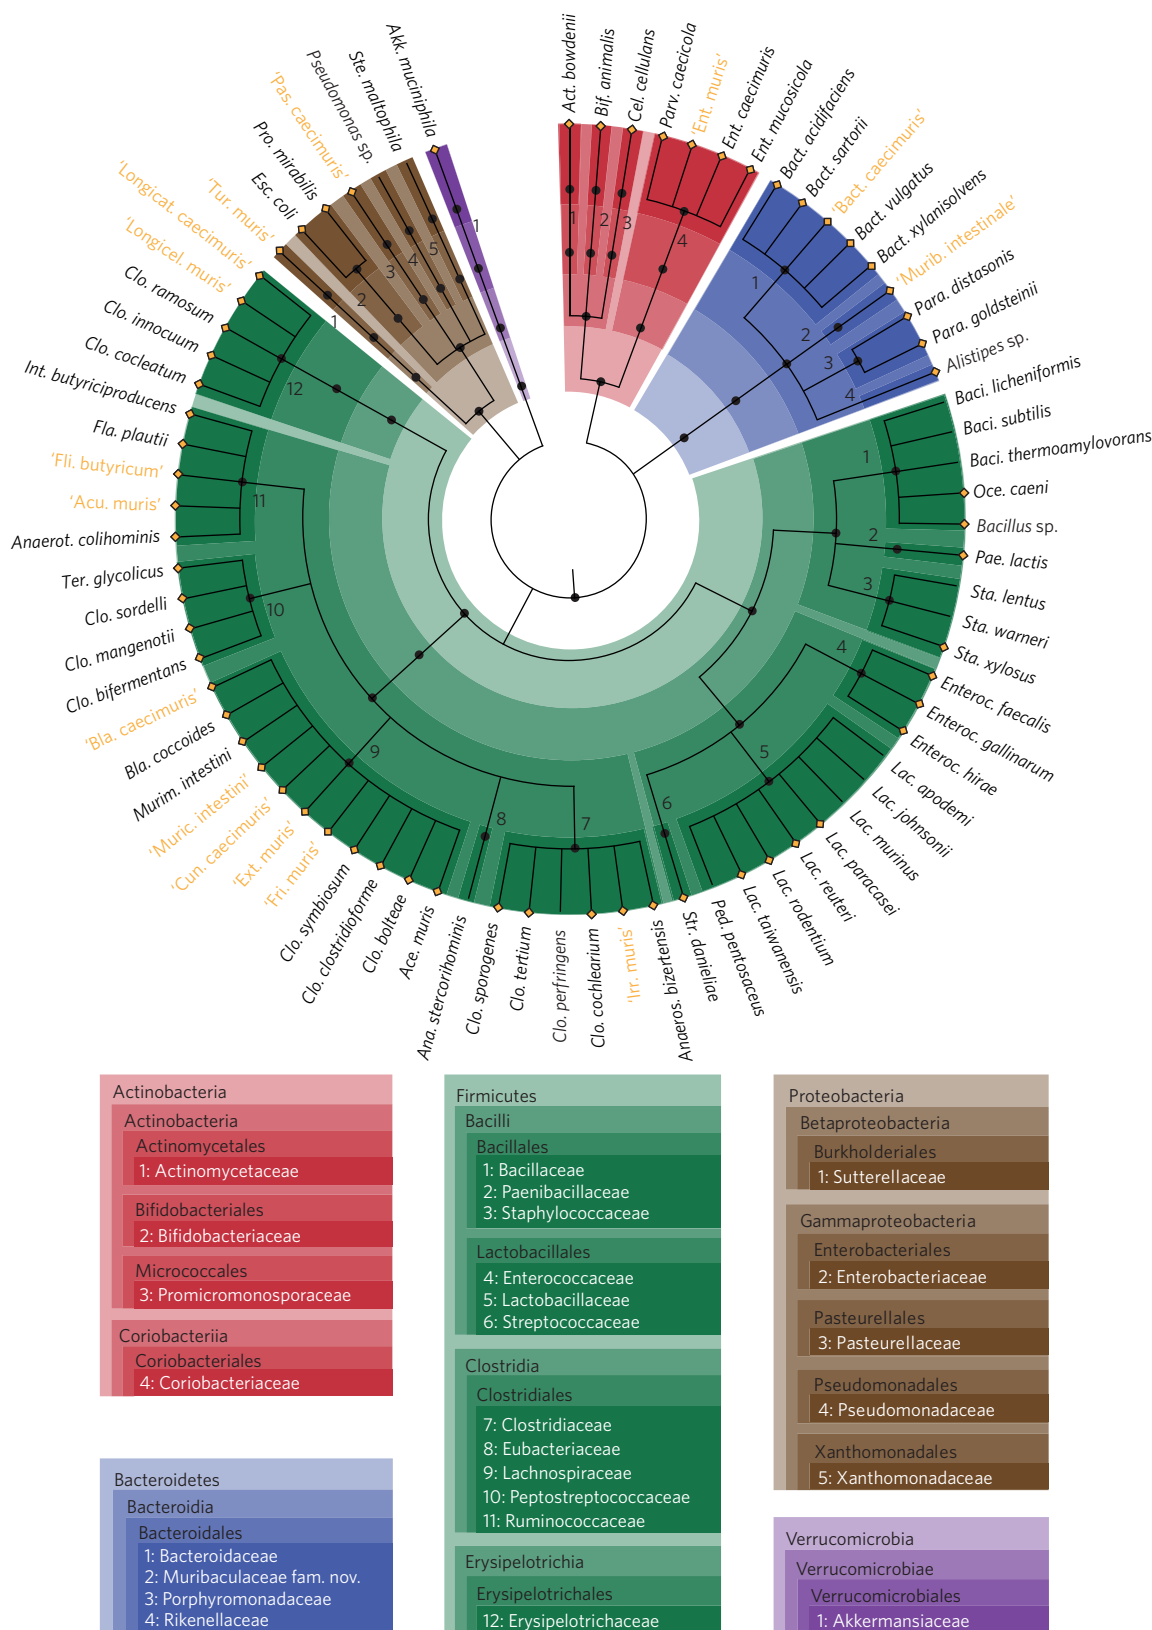 Act. bowdenii
Bif. animalis
Cel. cellulans
Parv. caecicola
'Ent. muris'
Ent. caecimuris
Ent. mucosicola
Bact. acidifaciens
Bact. sartorii
'Bact. caecimuris'
Bact. vulgatus
Bact. xylanisolvens
'Murib. intestinale'
Para. distasonis
Para. goldsteinii
Alistipes sp.
Baci. licheniformis
Baci. subtilis
Baci. thermoamylovorans
Oce. caeni
Bacillus sp.
Pae. lactis
Sta. lentus
Sta. warneri
Sta. xylosus
Enteroc. faecalis
Enteroc. gallinarum
Enteroc. hirae
Lac. apodemi
Lac. johnsonii
Lac. murinus
Lac. paracasei
Lac. reuteri
Lac. rodentium
Lac. taiwanensis
Ped. pentosaceus
Str. danieliae
Anaeros. bizertensis
'Irr. muris'
Clo. cochlearium
Clo. perfringens
Clo. tertium
Clo. sporogenes
Ana. stercorihominis
Ace. muris
Clo. bolteae
Clo. clostridioforme
Clo. symbiosum
'Fri. muris'
'Ext. muris'
'Cun. caecimuris'
'Muric. intestini'
Murim. intestini
Bla. coccoides
'Bla. caecimuris'
Clo. bifermentans
Clo. mangenotii
Clo. sordelli
Ter. glycolicus
Anaerot. colihominis
'Acu. muris'
'Fli. butyricum'
Fla. plautii
Int. butyriciproducens
Clo. cocleatum
Clo. innocuum
Clo. ramosum
'Longicel. muris'
'Longicat. caecimuris'
'Tur. muris'
Esc. coli
Pro. mirabilis
'Pas. caecimuris'
Pseudomonas sp.
Ste. maltophila
Akk. muciniphila
1
2
3
4
1
2
3
4
1
2
3
4
5
6
7
8
9
10
11
12
1
2
3
4
5
1
Actinobacteria
Actinobacteria
Actinomycetales
1: Actinomycetaceae
Bifidobacteriales
2: Bifidobacteriaceae
Micrococcales
3: Promicromonosporaceae
Coriobacteriia
Coriobacteriales
4: Coriobacteriaceae
Bacteroidetes
Bacteroidia
Bacteroidales
1: Bacteroidaceae
2: Muribaculaceae fam. nov.
3: Porphyromonadaceae
4: Rikenellaceae
Firmicutes
Bacilli
Bacillales
1: Bacillaceae
2: Paenibacillaceae
3: Staphylococcaceae
Lactobacillales
4: Enterococcaceae
5: Lactobacillaceae
6: Streptococcaceae
Clostridia
Clostridiales
7: Clostridiaceae
8: Eubacteriaceae
9: Lachnospiraceae
10: Peptostreptococcaceae
11: Ruminococcaceae
Erysipelotrichia
Erysipelotrichales
12: Erysipelotrichaceae
Proteobacteria
Betaproteobacteria
Burkholderiales
1: Sutterellaceae
Gammaproteobacteria
Enterobacteriales
2: Enterobacteriaceae
Pasteurellales
3: Pasteurellaceae
Pseudomonadales
4: Pseudomonadaceae
Xanthomonadales
5: Xanthomonadaceae
Verrucomicrobia
Verrucomicrobiae
Verrucomicrobiales
1: Akkermansiaceae